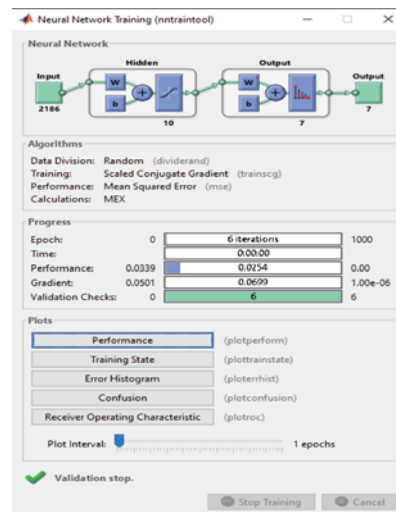 Neural Network Training (nntraintool)
Neural Network
Hidden Output
Input Output
W W
b b
2186 10 7 7
Algorithms
Data Division: Random (dividerand)
Training: Scaled Conjugate Gradient (trainscg)
Performance: Mean Squared Error (mse)
Calculations: MEX
Progress
Epoch: 0 6 iterations 1000
Time: 0:00:00
Performance: 0.0339 0.0254 0.00
Gradient: 0.0501 0.0699 1.00e-06
Validation Checks: 0 6 6
Plots
Performance (plotperform)
Training State (plottrainstate)
Error Histogram (ploterrhist)
Confusion (plotconfusion)
Receiver Operating Characteristic (plotroc)
Plot Interval: 1 epochs
Validation stop.
Stop Training Cancel